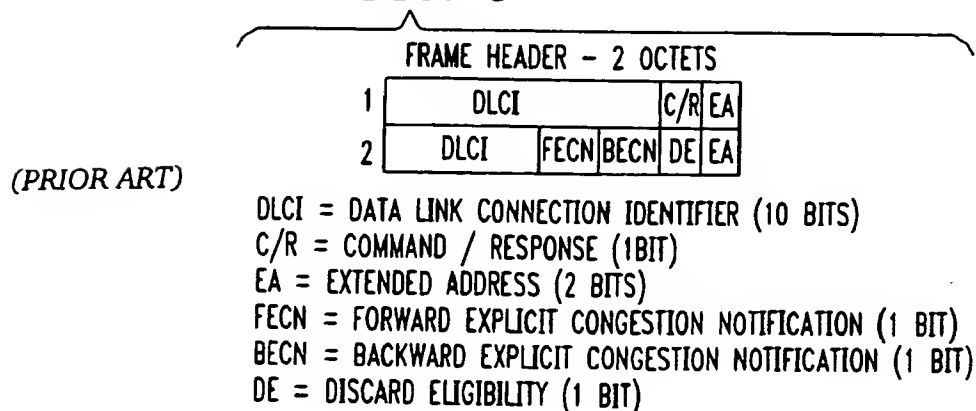 FRAME HEADER - 2 OCTETS
1 DLCI C/R EA
2 DLCI FECN BECN DE EA
(PRIOR ART)
DLCI = DATA LINK CONNECTION IDENTIFIER (10 BITS)
C/R = COMMAND / RESPONSE (1BIT)
EA = EXTENDED ADDRESS (2 BITS)
FECN = FORWARD EXPLICIT CONGESTION NOTIFICATION (1 BIT)
BECN = BACKWARD EXPLICIT CONGESTION NOTIFICATION (1 BIT)
DE = DISCARD ELIGIBILITY (1 BIT)